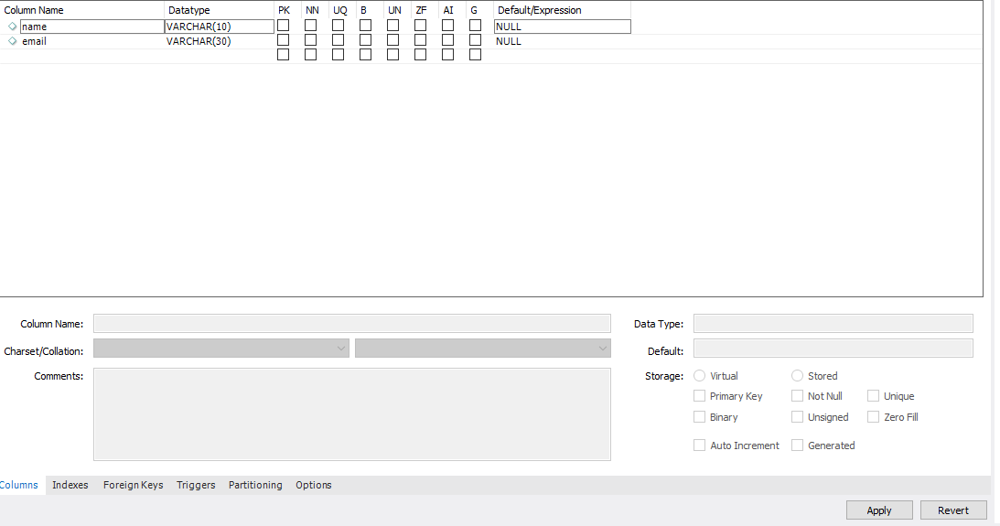 Column Name Datatype PK NN UQ B UN ZF AI G Default/Expression
name VARCHAR(10) NULL
email VARCHAR(30) NULL
Column Name: Data Type:
Charset/Collation: Default:
Comments: Storage: Virtual Stored
Primary Key Not Null Unique
Binary Unsigned Zero Fill
Auto Increment Generated
Columns Indexes Foreign Keys Triggers Partitioning Options
Apply Revert